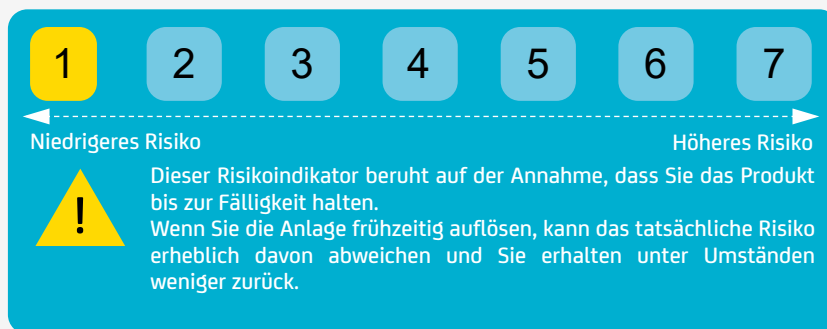 1 2 3 4 5 6 7
Niedrigeres Risiko Höheres Risiko
Dieser Risikoindikator beruht auf der Annahme, dass Sie das Produkt
bis zur Fälligkeit halten.
Wenn Sie die Anlage frühzeitig auflösen, kann das tatsächliche Risiko
erheblich davon abweichen und Sie erhalten unter Umständen
weniger zurück.
!